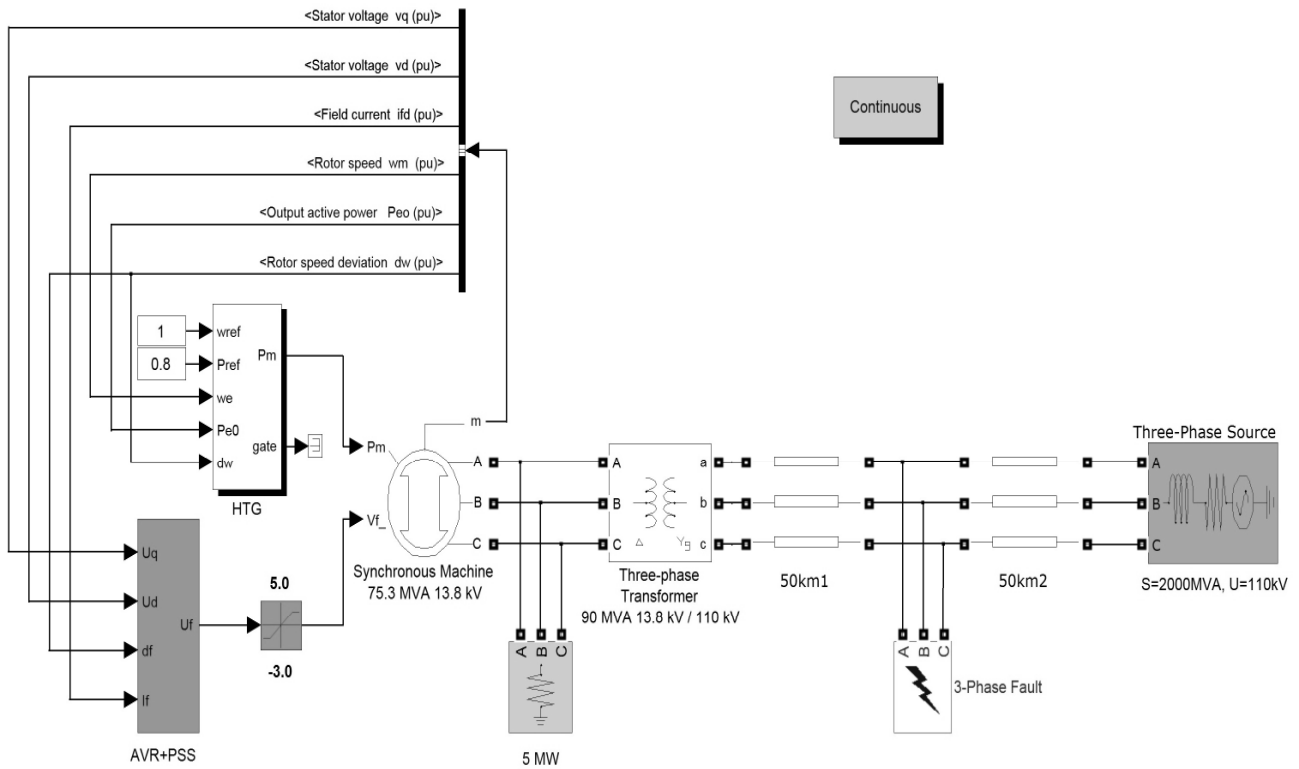 <Stator voltage vq (pu)>
<Stator voltage vd (pu)>
<Field current ifd (pu)>
<Rotor speed wm (pu)>
<Output active power Peo (pu)>
<Rotor speed deviation dw (pu)>
Continuous
1
0.8
wref
Pref
we
Pe0
dw
Pm
gate
HTG
Pm
Vf_
m
A
B
C
Synchronous Machine
75.3 MVA 13.8 kV
A
B
C
a
b
c
Δ
Yg
Three-phase
Transformer
90 MVA 13.8 kV / 110 kV
50km1
50km2
Three-Phase Source
A
B
C
S=2000MVA, U=110kV
Uq
Ud
df
If
Uf
AVR+PSS
5.0
-3.0
A B C
5 MW
A B C
3-Phase Fault